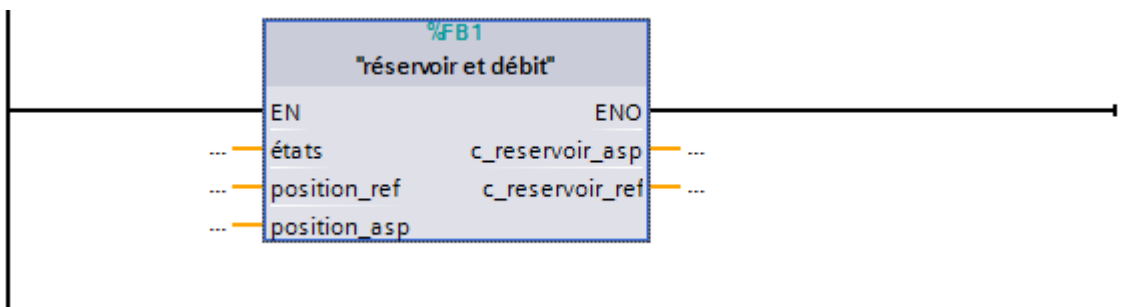 %FB1
"réservoir et débit"
EN ENO
... états c_reservoir_asp ...
... position_ref c_reservoir_ref ...
... position_asp